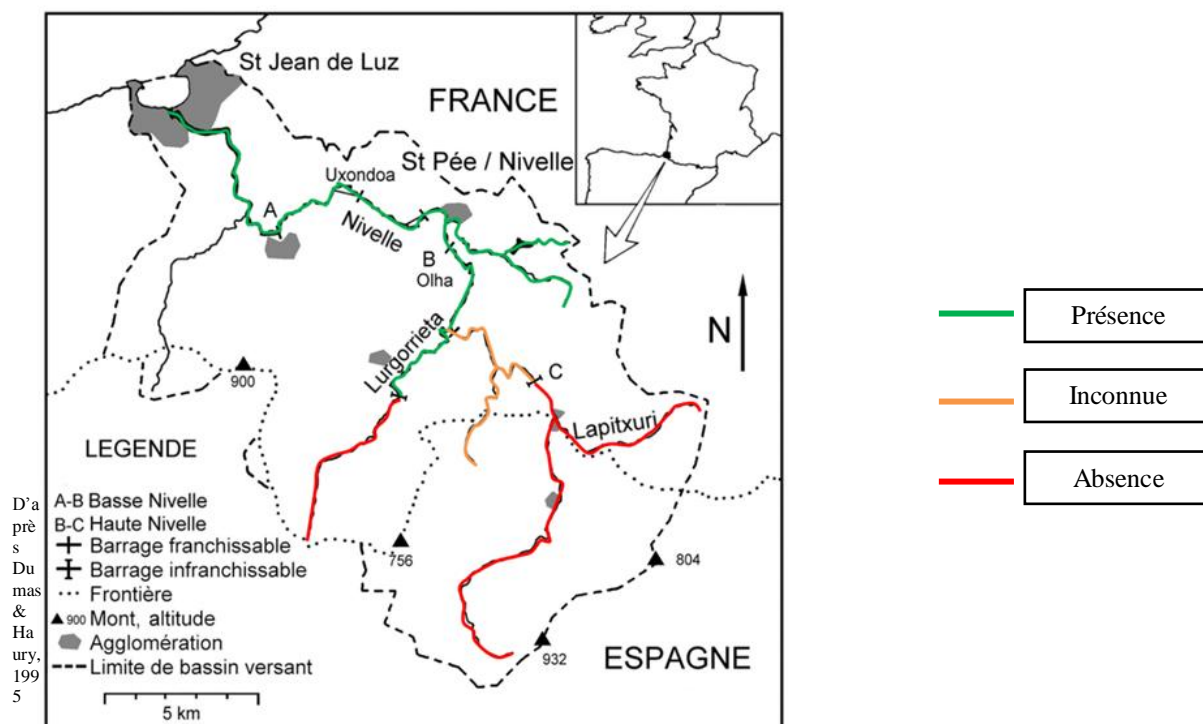 St Jean de Luz
FRANCE
St Pée / Nivelle
Uxondoa
A
Nivelle
B
Olha
N
Lurgorrieta
C
900
Lapitxuri
LEGENDE
A-B Basse Nivelle
B-C Haute Nivelle
Barrage franchissable
Barrage infranchissable
Frontière
900 Mont, altitude
Agglomération
Limite de bassin versant
5 km
756
804
932
ESPAGNE
D'a
prè
s
Du
mas
&
Ha
ury,
199
5
Présence
Inconnue
Absence